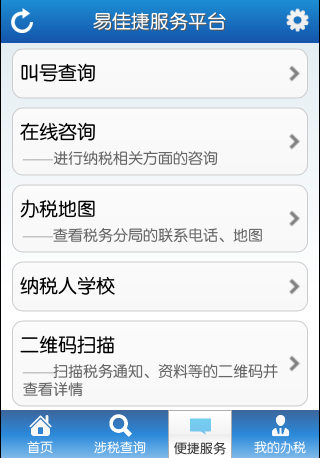 易佳捷服务平台
叫号查询
在线咨询
——进行纳税相关方面的咨询
办税地图
——查看税务分局的联系电话、地图
纳税人学校
二维码扫描
——扫描税务通知、资料等的二维码并
查看详情
首页 涉税查询 便捷服务 我的办税